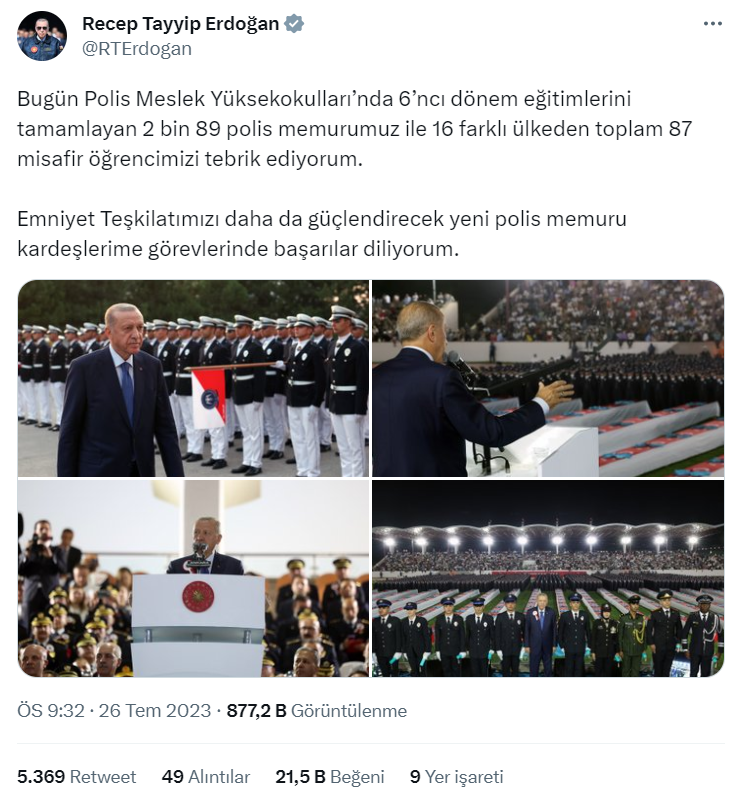 Recep Tayyip Erdoğan
@RTErdogan
Bugün Polis Meslek Yüksekokulları’nda 6’ncı dönem eğitimlerini
tamamlayan 2 bin 89 polis memurumuz ile 16 farklı ülkeden toplam 87
misafir öğrencimizi tebrik ediyorum.
Emniyet Teşkilatımızı daha da güçlendirecek yeni polis memuru
kardeşlerime görevlerinde başarılar diliyorum.
ÖS 9:32 · 26 Tem 2023 · 877,2 B Görüntülenme
5.369 Retweet 49 Alıntılar 21,5 B Beğeni 9 Yer işareti